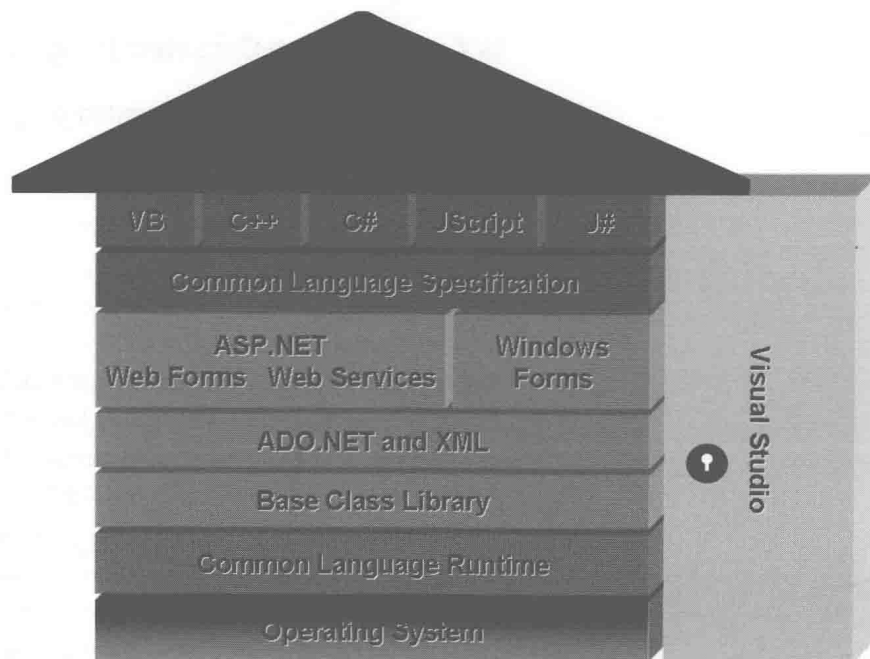 VB C++ C# JScript J#
Common Language Specification
ASP.NET
Web Forms Web Services
Windows
Forms
ADO.NET and XML
Base Class Library
Common Language Runtime
Operating System
Visual Studio